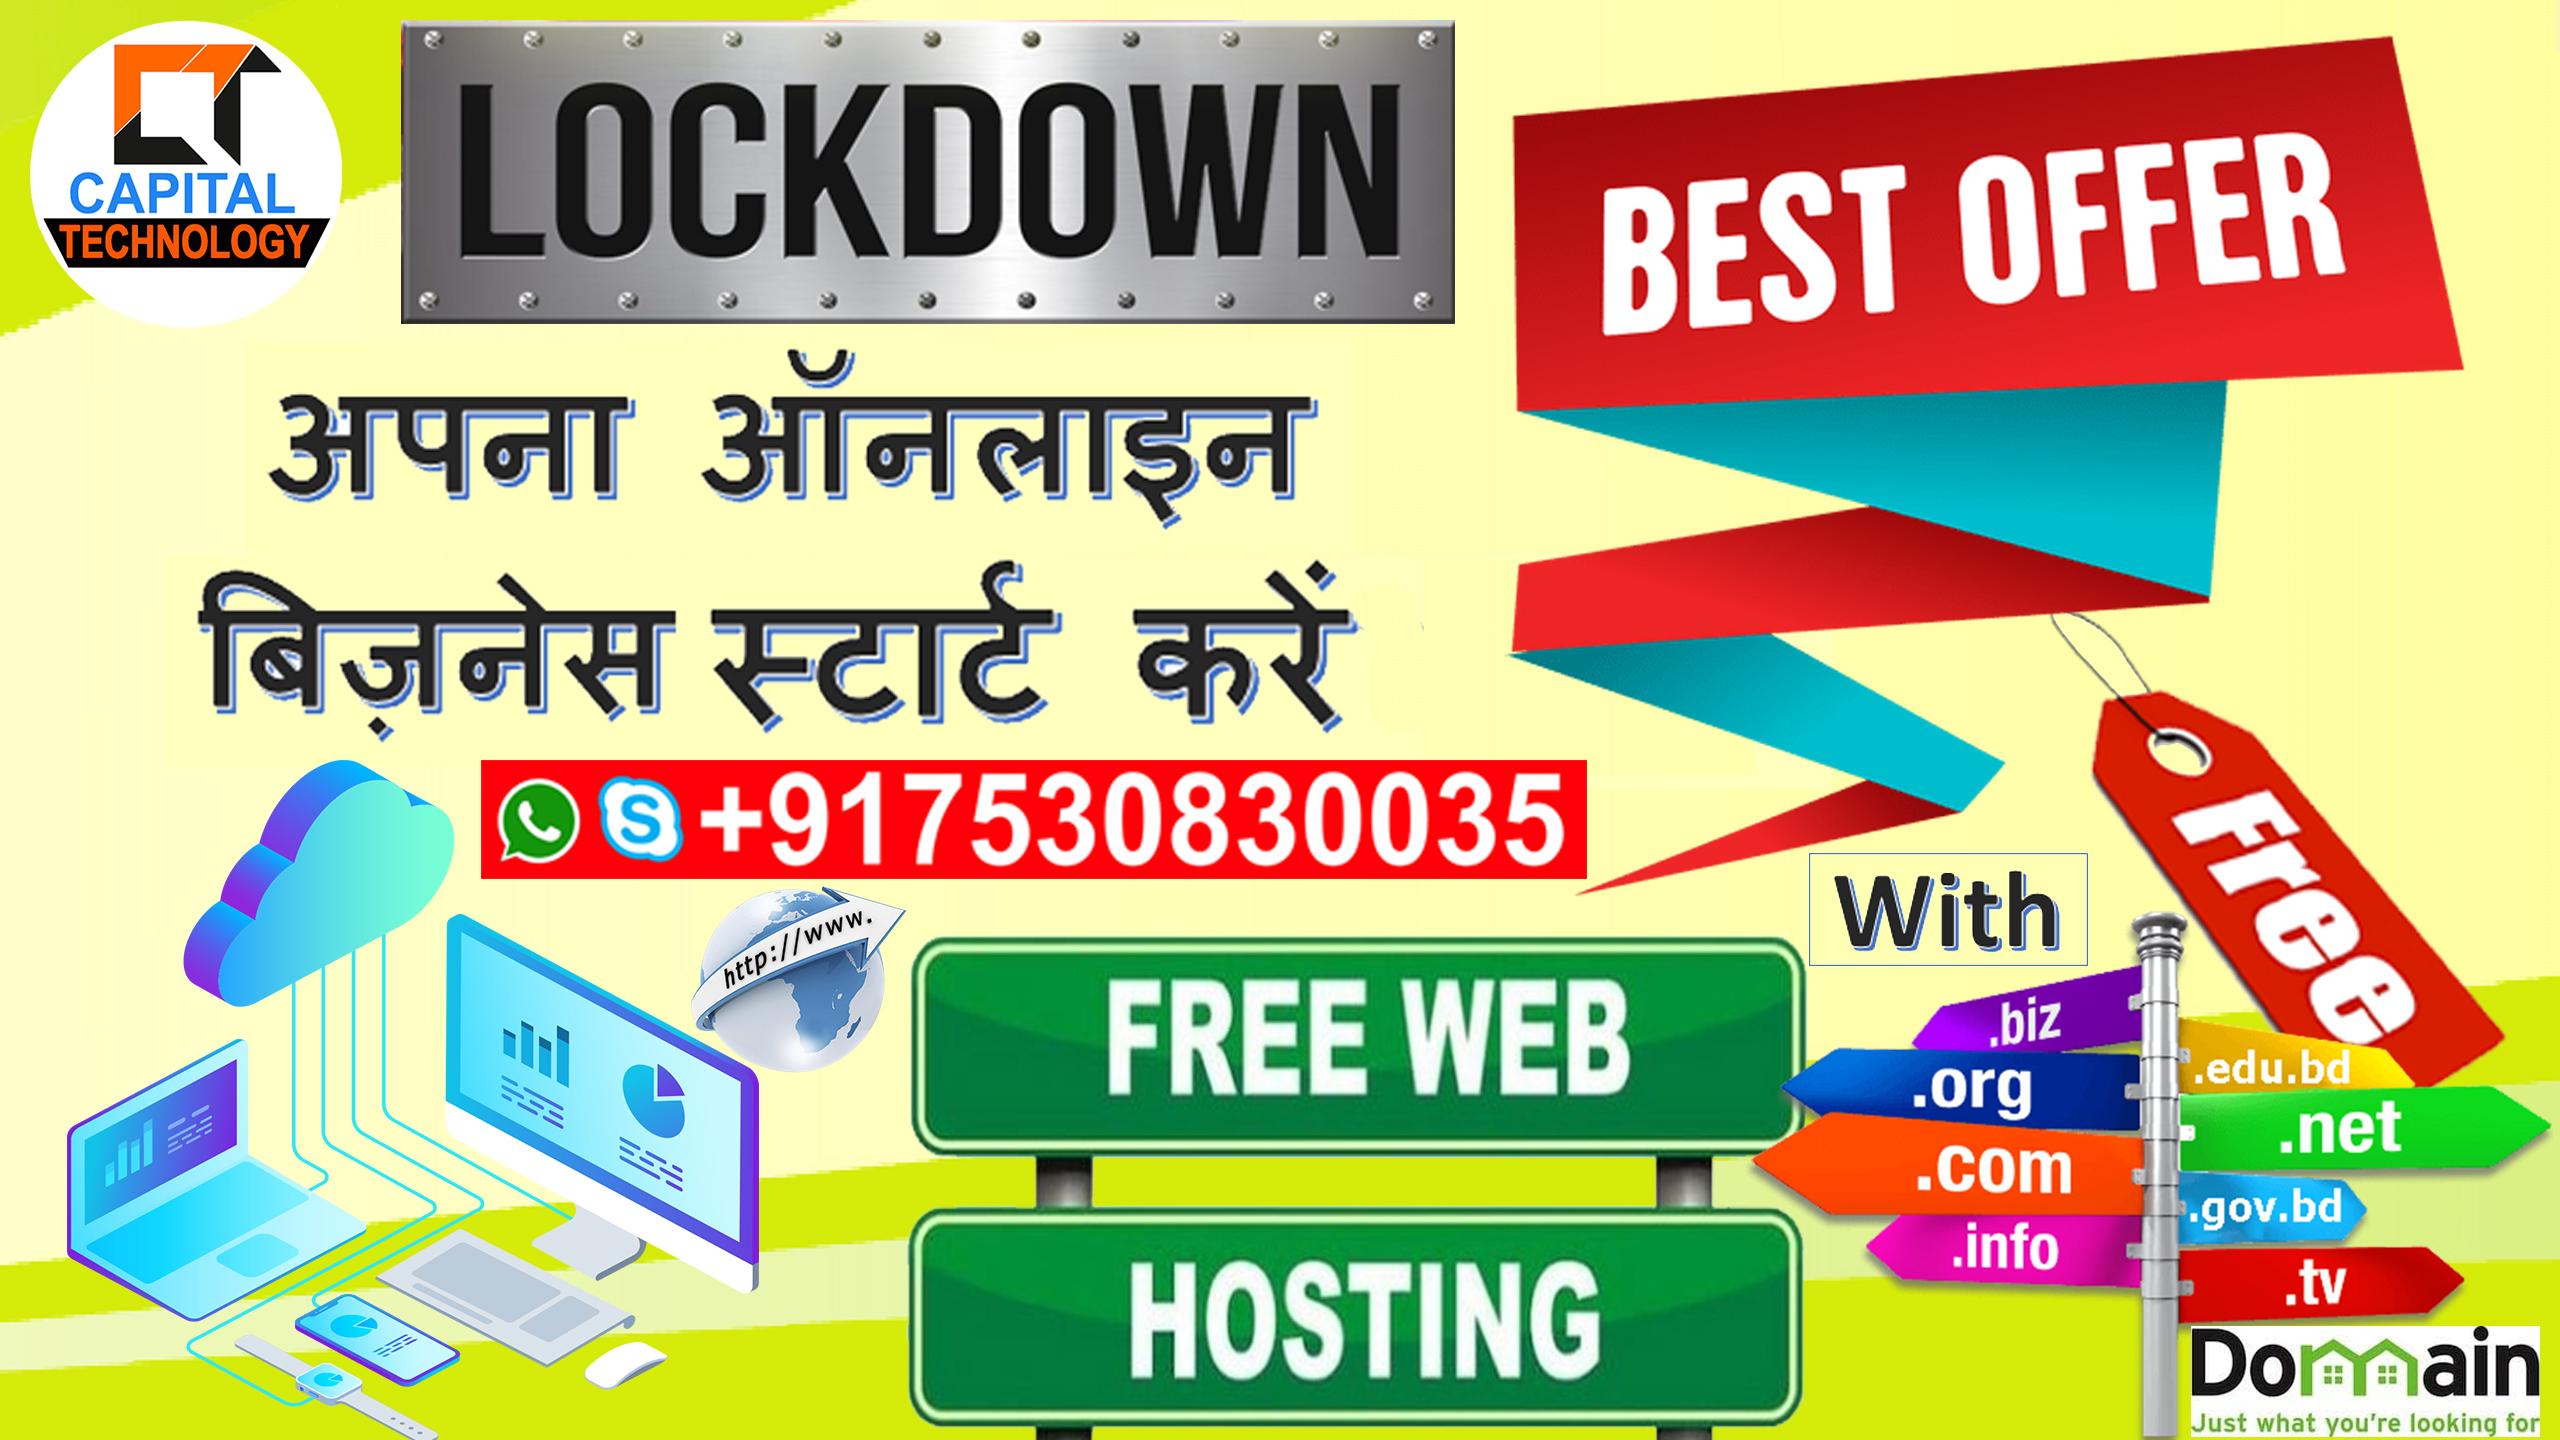 CAPITAL
TECHNOLOGY
LOCKDOWN
BEST OFFER
अपना ऑनलाइन
बिज़नेस स्टार्ट करें
+917530830035
http://www.
With
Free
FREE WEB
HOSTING
.biz
.edu.bd
.org
.net
.com
.gov.bd
.info
.tv
Domain
Just what you're looking for